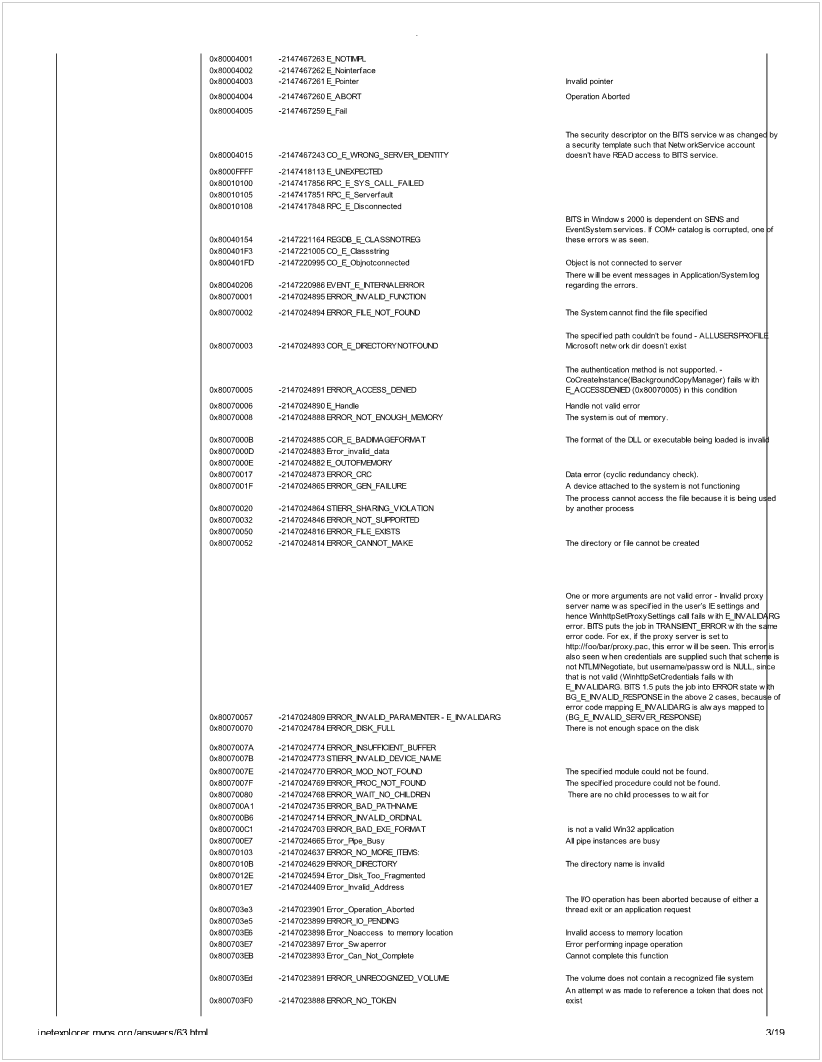 0x80004001 -2147467263 E_NOTIMPL
0x80004002 -2147467262 E_Nointerface
0x80004003 -2147467261 E_Pointer Invalid pointer
0x80004004 -2147467260 E_ABORT Operation Aborted
0x80004005 -2147467259 E_Fail
The security descriptor on the BITS service was changed by
a security template such that NetworkService account
0x80004015 -2147467243 CO_E_WRONG_SERVER_IDENTITY doesn't have READ access to BITS service.
0x8000FFFF -2147418113 E_UNEXPECTED
0x80010100 -2147417856 RPC_E_SYS_CALL_FAILED
0x80010105 -2147417851 RPC_E_Serverfault
0x80010108 -2147417848 RPC_E_Disconnected
BITS in Windows 2000 is dependent on SENS and
EventSystem services. If COM+ catalog is corrupted, one of
0x80040154 -2147221164 REGDB_E_CLASSNOTREG these errors was seen.
0x800401F3 -2147221005 CO_E_Classstring
0x800401FD -2147220995 CO_E_Objnotconnected Object is not connected to server
There will be event messages in Application/System log
0x80040206 -2147220986 EVENT_E_INTERNALERROR regarding the errors.
0x80070001 -2147024895 ERROR_INVALID_FUNCTION
0x80070002 -2147024894 ERROR_FILE_NOT_FOUND The System cannot find the file specified
The specified path couldn't be found - ALLUSERSPROFILE
0x80070003 -2147024893 COR_E_DIRECTORYNOTFOUND Microsoft network dir doesn't exist
The authentication method is not supported. -
CoCreateInstance(IBackgroundCopyManager) fails with
0x80070005 -2147024891 ERROR_ACCESS_DENIED E_ACCESSDENIED (0x80070005) in this condition
0x80070006 -2147024890 E_Handle Handle not valid error
0x80070008 -2147024888 ERROR_NOT_ENOUGH_MEMORY The system is out of memory.
0x8007000B -2147024885 COR_E_BADIMAGEFORMAT The format of the DLL or executable being loaded is invalid
0x8007000D -2147024883 Error_invalid_data
0x8007000E -2147024882 E_OUTOFMEMORY
0x80070017 -2147024873 ERROR_CRC Data error (cyclic redundancy check).
0x8007001F -2147024865 ERROR_GEN_FAILURE A device attached to the system is not functioning
The process cannot access the file because it is being used
0x80070020 -2147024864 STIERR_SHARING_VIOLATION by another process
0x80070032 -2147024846 ERROR_NOT_SUPPORTED
0x80070050 -2147024816 ERROR_FILE_EXISTS
0x80070052 -2147024814 ERROR_CANNOT_MAKE The directory or file cannot be created
One or more arguments are not valid error - Invalid proxy
server name was specified in the user's IE settings and
hence WinhttpSetProxySettings call fails with E_INVALIDARG
error. BITS puts the job in TRANSIENT_ERROR with the same
error code. For ex, if the proxy server is set to
http://foo/bar/proxy.pac, this error will be seen. This error is
also seen when credentials are supplied such that scheme is
not NTLM/Negotiate, but username/password is NULL, since
that is not valid (WinhttpSetCredentials fails with
E_INVALIDARG. BITS 1.5 puts the job into ERROR state with
BG_E_INVALID_RESPONSE in the above 2 cases, because of
error code mapping E_INVALIDARG is always mapped to
0x80070057 -2147024809 ERROR_INVALID_PARAMENTER - E_INVALIDARG (BG_E_INVALID_SERVER_RESPONSE)
0x80070070 -2147024784 ERROR_DISK_FULL There is not enough space on the disk
0x8007007A -2147024774 ERROR_INSUFFICIENT_BUFFER
0x8007007B -2147024773 STIERR_INVALID_DEVICE_NAME
0x8007007E -2147024770 ERROR_MOD_NOT_FOUND The specified module could not be found.
0x8007007F -2147024769 ERROR_PROC_NOT_FOUND The specified procedure could not be found.
0x80070080 -2147024768 ERROR_WAIT_NO_CHILDREN There are no child processes to wait for
0x800700A1 -2147024735 ERROR_BAD_PATHNAME
0x800700B6 -2147024714 ERROR_INVALID_ORDINAL
0x800700C1 -2147024703 ERROR_BAD_EXE_FORMAT is not a valid Win32 application
0x800700E7 -2147024665 Error_Pipe_Busy All pipe instances are busy
0x80070103 -2147024637 ERROR_NO_MORE_ITEMS:
0x8007010B -2147024629 ERROR_DIRECTORY The directory name is invalid
0x8007012E -2147024594 Error_Disk_Too_Fragmented
0x800701E7 -2147024409 Error_Invalid_Address
The I/O operation has been aborted because of either a
0x800703e3 -2147023901 Error_Operation_Aborted thread exit or an application request
0x800703e5 -2147023899 ERROR_IO_PENDING
0x800703E6 -2147023898 Error_Noaccess to memory location Invalid access to memory location
0x800703E7 -2147023897 Error_Swaperror Error performing inpage operation
0x800703EB -2147023893 Error_Can_Not_Complete Cannot complete this function
0x800703Ed -2147023891 ERROR_UNRECOGNIZED_VOLUME The volume does not contain a recognized file system
An attempt was made to reference a token that does not
0x800703F0 -2147023888 ERROR_NO_TOKEN exist
inetexplorer.mvps.org/answers/63.html 3/19